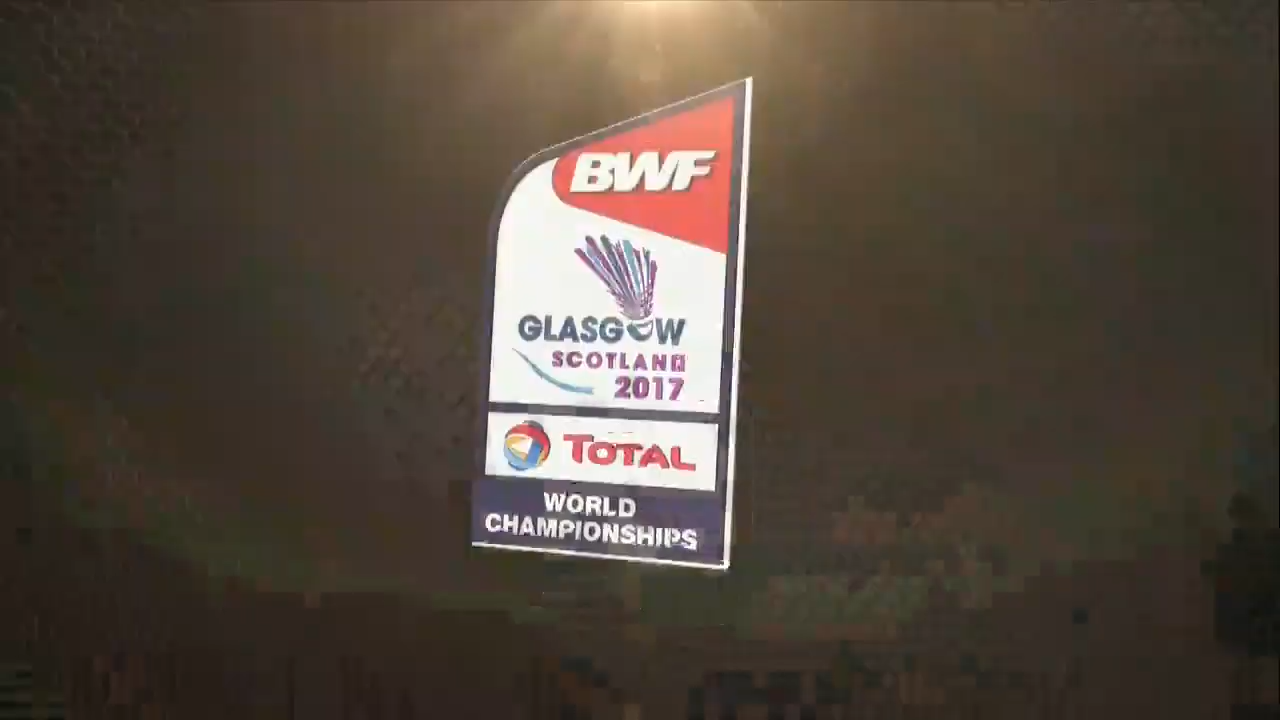 BWF
GLASGOW
SCOTLAND
2017
TOTAL
WORLD
CHAMPIONSHIPS